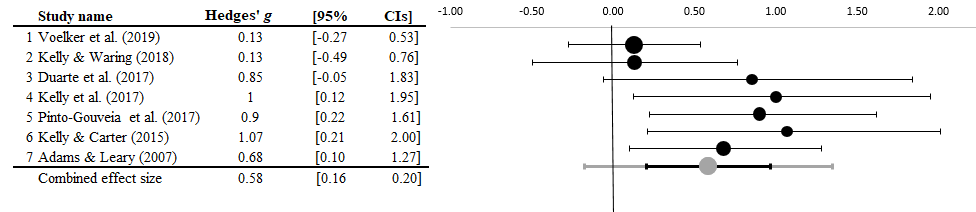 Study name Hedges' g [95% CIs]
-1.00 -0.50 0.00 0.50 1.00 1.50 2.00
1 Voelker et al. (2019) 0.13 [-0.27 0.53]
2 Kelly & Waring (2018) 0.13 [-0.49 0.76]
3 Duarte et al. (2017) 0.85 [-0.05 1.83]
4 Kelly et al. (2017) 1 [0.12 1.95]
5 Pinto-Gouveia et al. (2017) 0.9 [0.22 1.61]
6 Kelly & Carter (2015) 1.07 [0.21 2.00]
7 Adams & Leary (2007) 0.68 [0.10 1.27]
Combined effect size 0.58 [0.16 0.20]